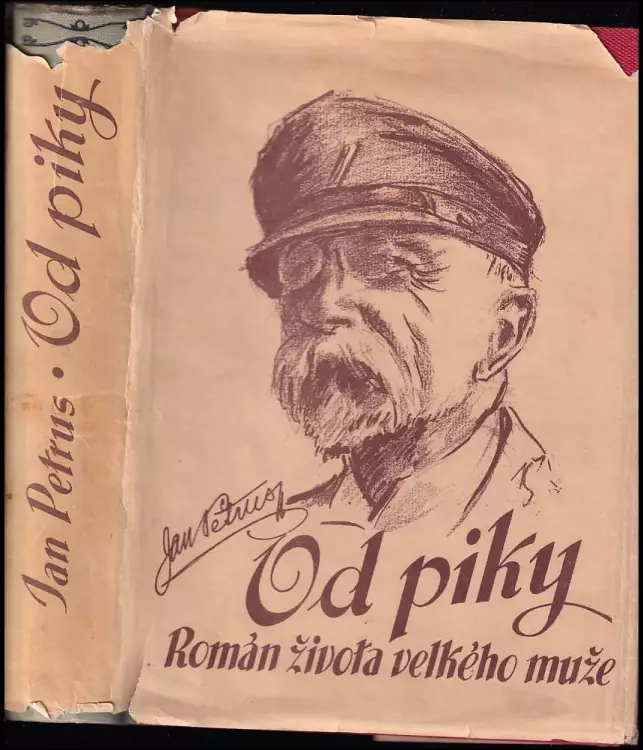 Jan Petrus • Od piky
Jan Petrus
Od piky
Román života velkého muže